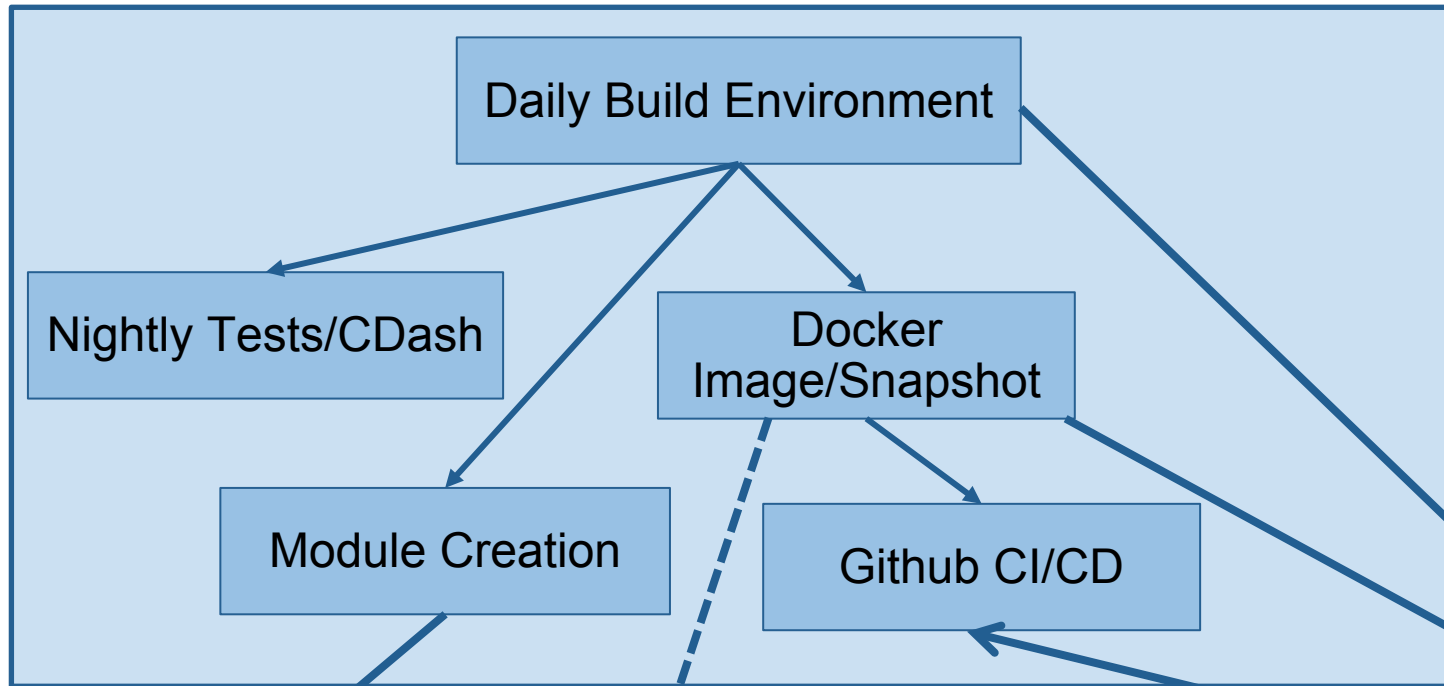 Daily Build Environment
Nightly Tests/CDash
Docker
Image/Snapshot
Module Creation
Github CI/CD